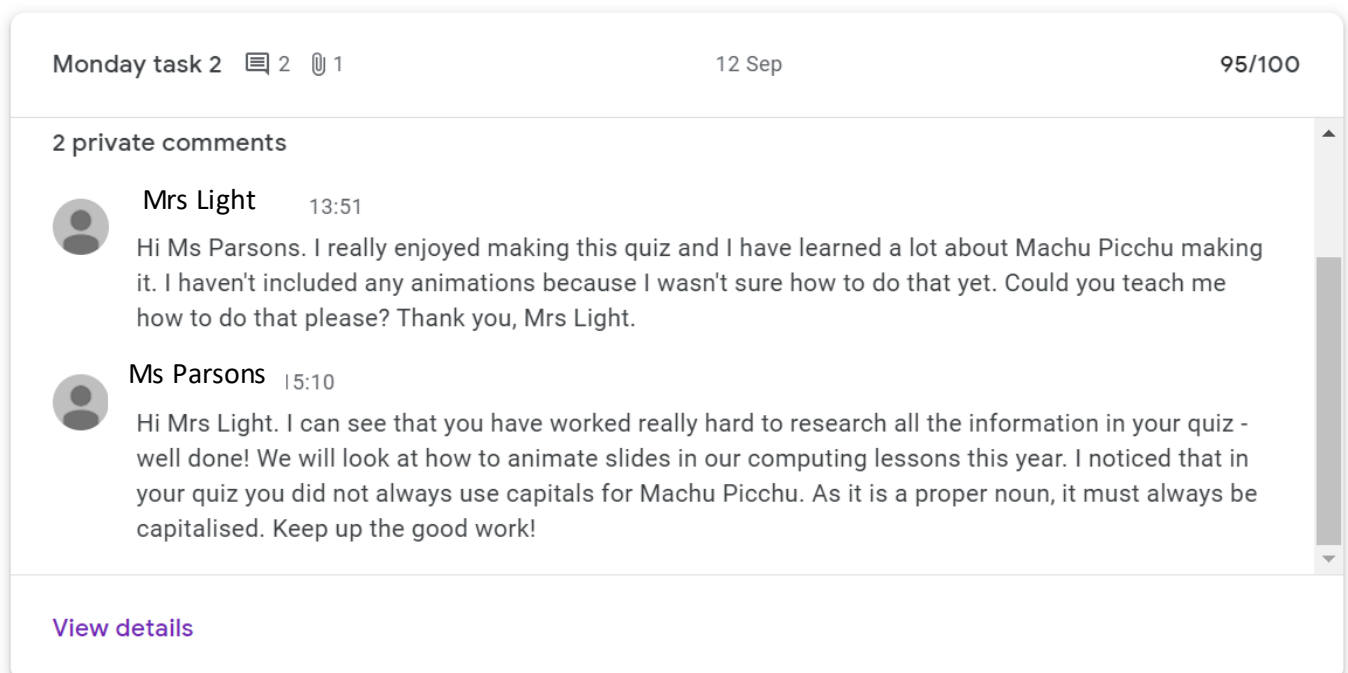 Monday task 2 2 1 12 Sep 95/100
2 private comments
Mrs Light 13:51
Hi Ms Parsons. I really enjoyed making this quiz and I have learned a lot about Machu Picchu making
it. I haven't included any animations because I wasn't sure how to do that yet. Could you teach me
how to do that please? Thank you, Mrs Light.
Ms Parsons 15:10
Hi Mrs Light. I can see that you have worked really hard to research all the information in your quiz -
well done! We will look at how to animate slides in our computing lessons this year. I noticed that in
your quiz you did not always use capitals for Machu Picchu. As it is a proper noun, it must always be
capitalised. Keep up the good work!
View details